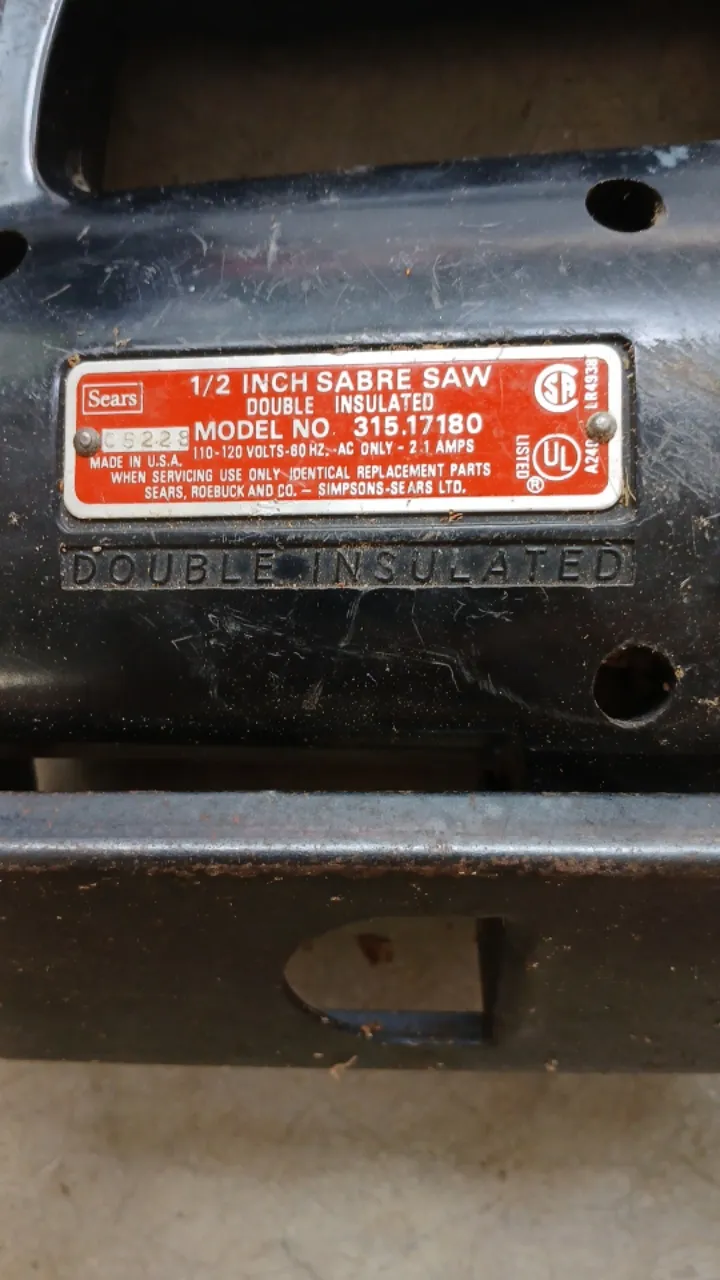 Sears
1/2 INCH SABRE SAW
DOUBLE INSULATED
MODEL NO. 315.17180
110-120 VOLTS-60 HZ.-AC ONLY - 2.1 AMPS
MADE IN U.S.A.
WHEN SERVICING USE ONLY IDENTICAL REPLACEMENT PARTS
SEARS, ROEBUCK AND CO. - SIMPSONS-SEARS LTD.
SA
LR4938
LISTED
UL
®
DOUBLE INSULATED